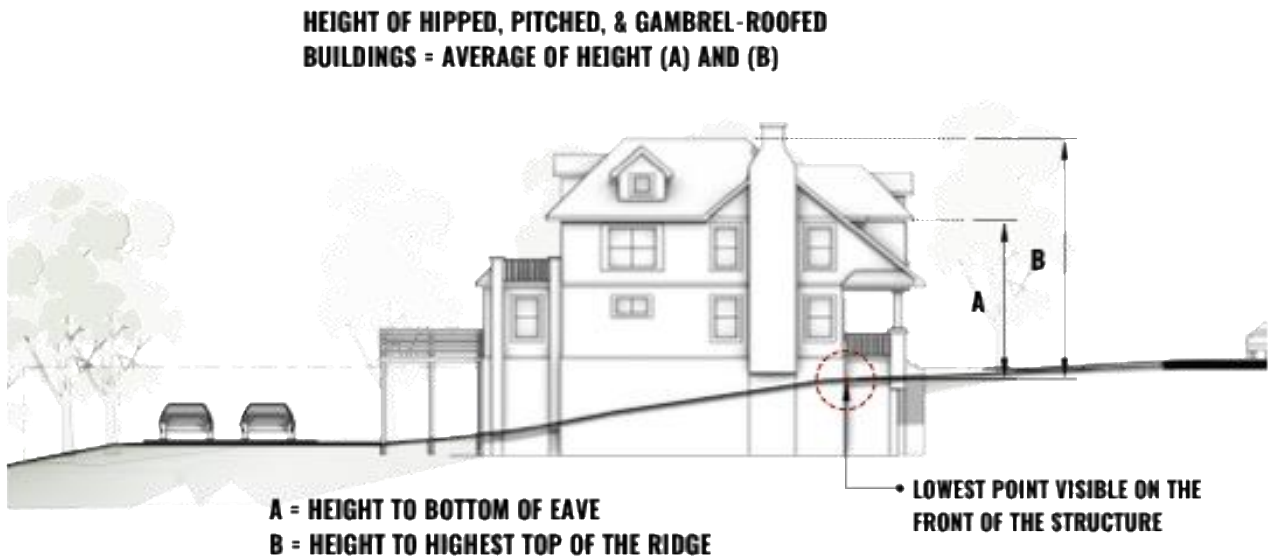 HEIGHT OF HIPPED, PITCHED, & GAMBREL-ROOFED
BUILDINGS = AVERAGE OF HEIGHT (A) AND (B)
B
A
LOWEST POINT VISIBLE ON THE
FRONT OF THE STRUCTURE
A = HEIGHT TO BOTTOM OF EAVE
B = HEIGHT TO HIGHEST TOP OF THE RIDGE